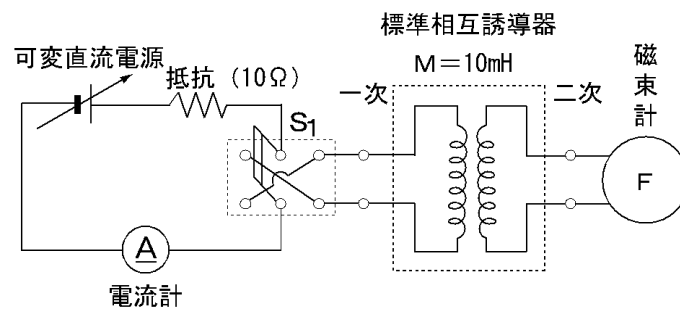 標準相互誘導器
M=10mH
可変直流電源
抵抗 (10Ω)
一次
二次
磁束計
S1
F
A
電流計